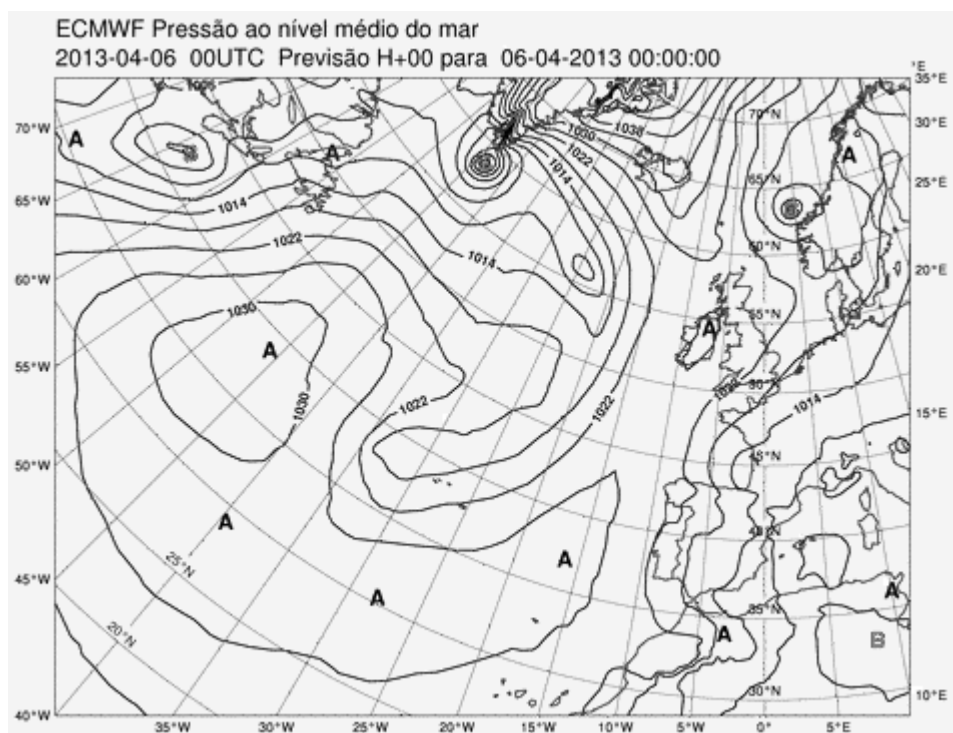 ECMWF Pressão ao nível médio do mar
2013-04-06 00UTC Previsão H+00 para 06-04-2013 00:00:00
°E
35°E
70°W
1030
1038
70°N
30°E
A
A
1022
A
1014
65°N
25°E
65°W
1014
1022
1014
60°N
20°E
60°W
1030
A
A
55°N
55°W
1030
1022
1022
50°N
1014
15°E
50°W
45°N
A
40°N
25°N
A
45°W
A
A
35°N
20°N
A
B
30°N
10°E
40°W
35°W
30°W
25°W
20°W
15°W
10°W
5°W
0°
5°E